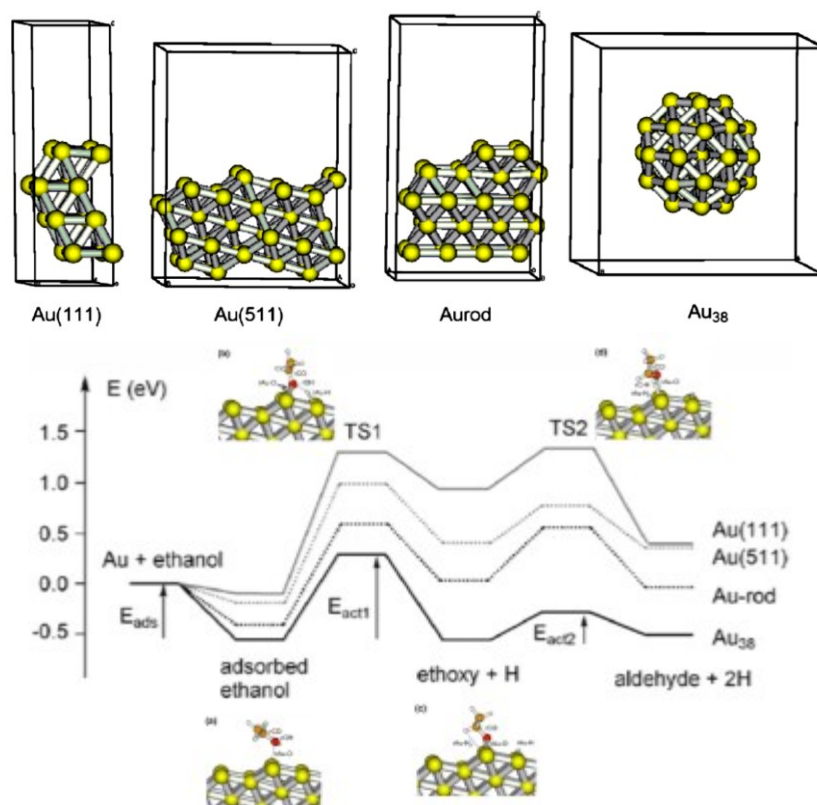 Au(111) Au(511) Aurod Au38
(b) (d)
E (eV)
TS1 TS2
1.5
1.0
0.5
0.0
-0.5
Au + ethanol
Eads
Eact1
Eact2
Au(111)
Au(511)
Au-rod
Au38
adsorbed
ethanol
ethoxy + H
aldehyde + 2H
(a) (c)